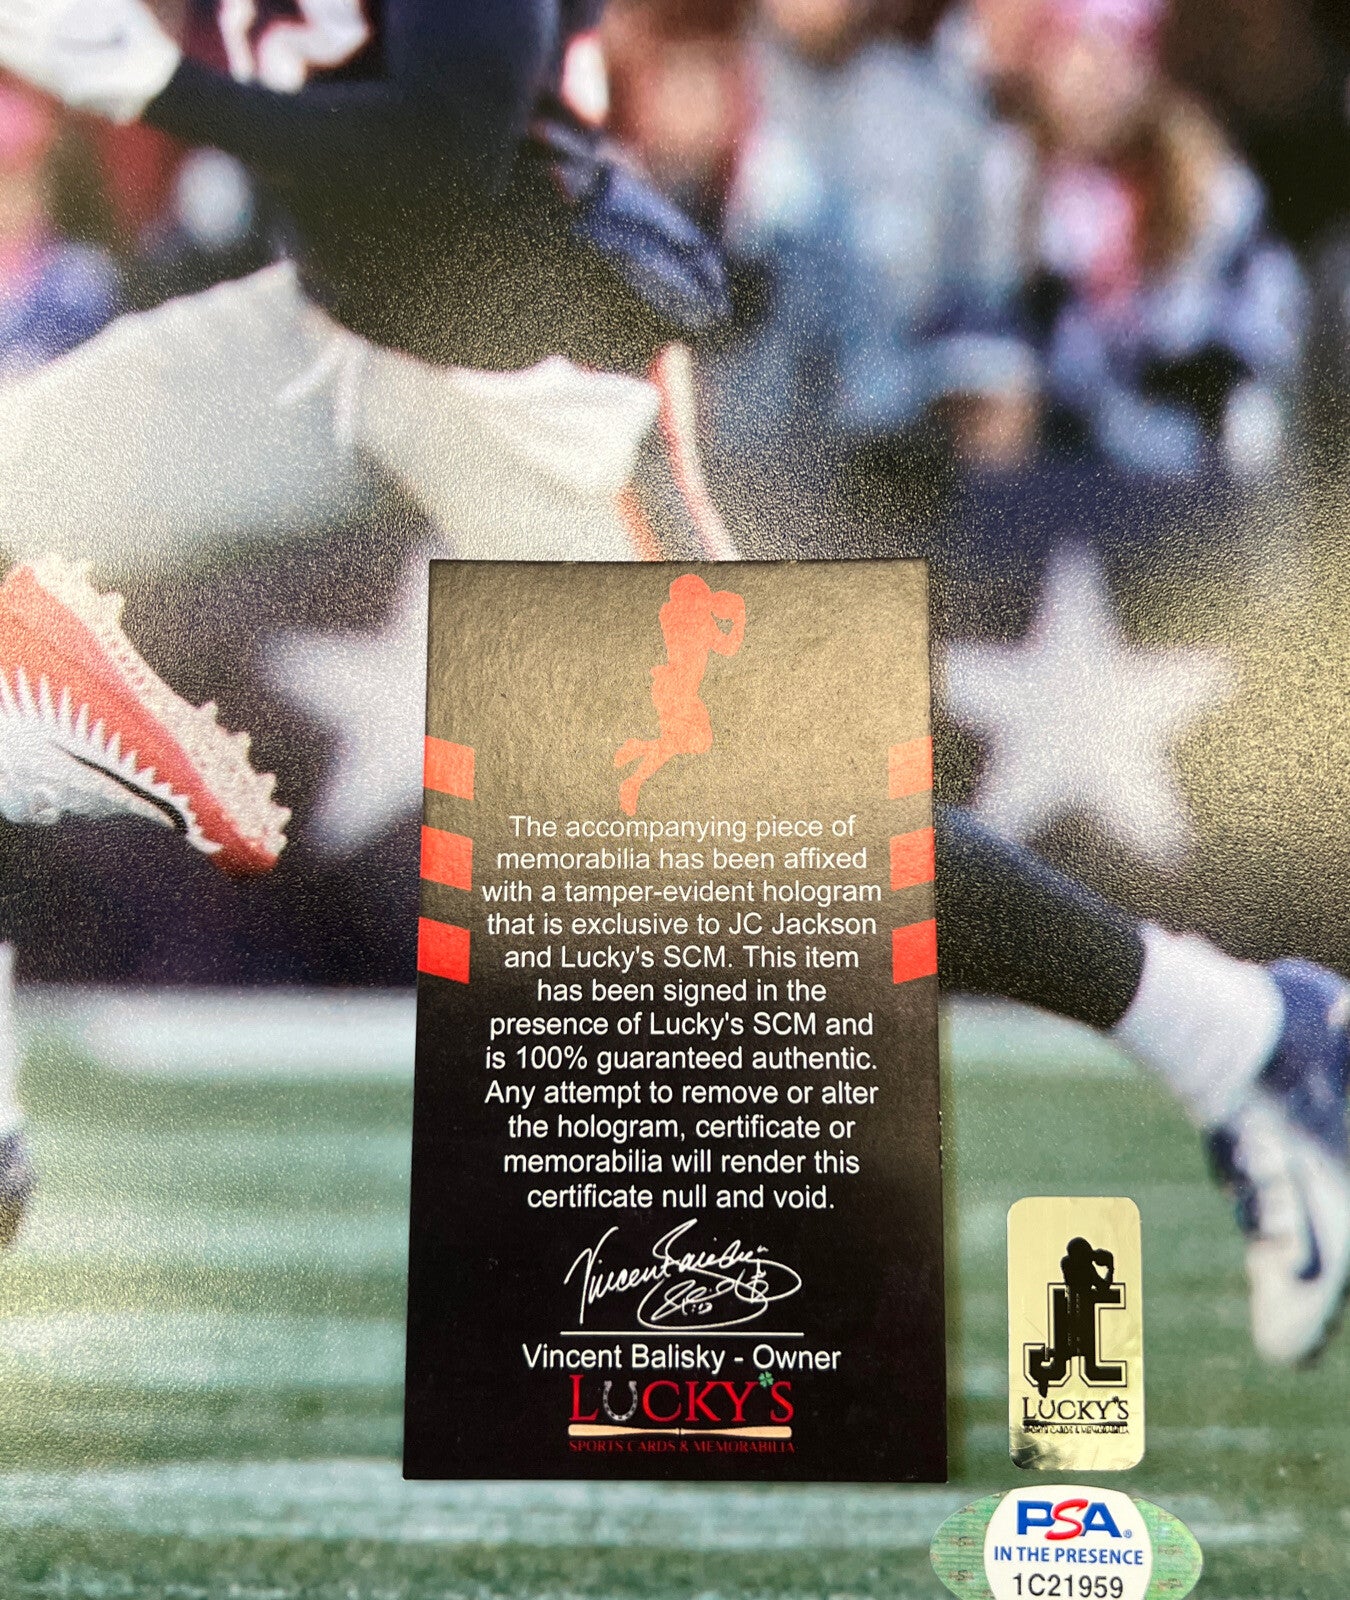 The accompanying piece of
memorabilia has been affixed
with a tamper-evident hologram
that is exclusive to JC Jackson
and Lucky's SCM. This item
has been signed in the
presence of Lucky's SCM and
is 100% guaranteed authentic.
Any attempt to remove or alter
the hologram, certificate or
memorabilia will render this
certificate null and void.
Vincent Balisky - Owner
LUCKY'S
SPORTS CARDS & MEMORABILIA
JC
LUCKY'S
SPORTS CARDS & MEMORABILIA
PSA®
IN THE PRESENCE
1C21959